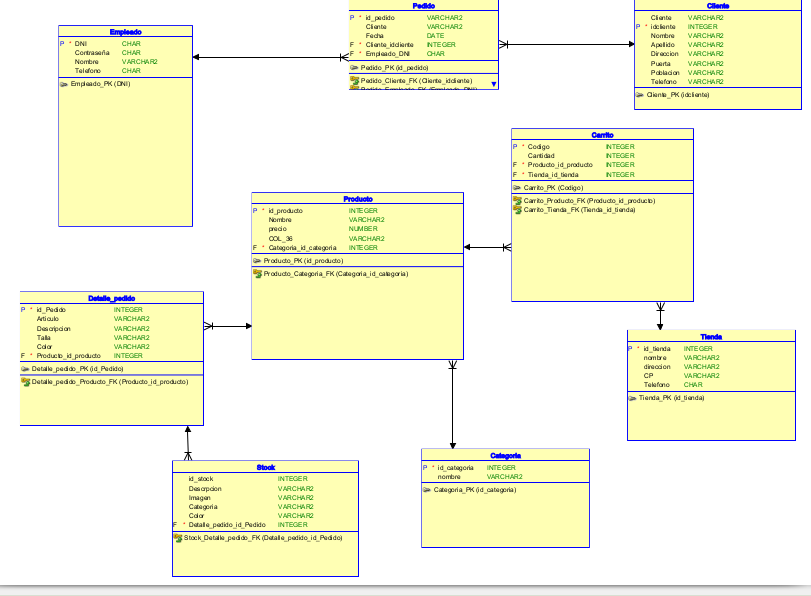 Pedido
P * id_pedido VARCHAR2
Cliente VARCHAR2
Fecha DATE
F * Cliente_idcliente INTEGER
F * Empleado_DNI CHAR
Pedido_PK (id_pedido)
Pedido_Cliente_FK (Cliente_idcliente)
Pedido_Empleado_FK (Empleado_DNI)
Cliente
Cliente VARCHAR2
P * idcliente INTEGER
Nombre VARCHAR2
Apellido VARCHAR2
Direccion VARCHAR2
Puerta VARCHAR2
Poblacion VARCHAR2
Telefono VARCHAR2
Cliente_PK (idcliente)
Empleado
P * DNI CHAR
Contraseña CHAR
Nombre VARCHAR2
Telefono CHAR
Empleado_PK (DNI)
Carrito
P * Codigo INTEGER
Cantidad INTEGER
F * Producto_id_producto INTEGER
F * Tienda_id_tienda INTEGER
Carrito_PK (Codigo)
Carrito_Producto_FK (Producto_id_producto)
Carrito_Tienda_FK (Tienda_id_tienda)
Producto
P * id_producto INTEGER
Nombre VARCHAR2
precio NUMBER
COL_36 VARCHAR2
F * Categoria_id_categoria INTEGER
Producto_PK (id_producto)
Producto_Categoria_FK (Categoria_id_categoria)
Detalle_pedido
P * id_Pedido INTEGER
Articulo VARCHAR2
Descripcion VARCHAR2
Talla VARCHAR2
Color VARCHAR2
F * Producto_id_producto INTEGER
Detalle_pedido_PK (id_Pedido)
Detalle_pedido_Producto_FK (Producto_id_producto)
Tienda
P * id_tienda INTEGER
nombre VARCHAR2
direccion VARCHAR2
CP VARCHAR2
Telefono CHAR
Tienda_PK (id_tienda)
Categoria
P * id_categoria INTEGER
nombre VARCHAR2
Categoria_PK (id_categoria)
Stock
id_stock INTEGER
Descrpcion VARCHAR2
Imagen VARCHAR2
Categoria VARCHAR2
Color VARCHAR2
F * Detalle_pedido_id_Pedido INTEGER
Stock_Detalle_pedido_FK (Detalle_pedido_id_Pedido)